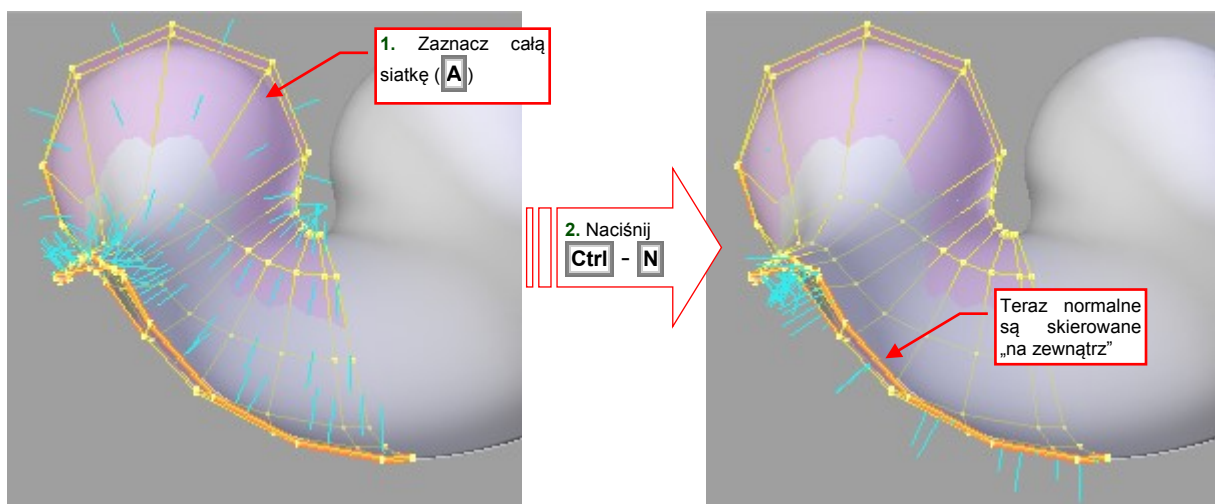 1. Zaznacz całą
siatkę (A)
2. Naciśnij
Ctrl - N
Teraz normalne
są skierowane
„na zewnątrz”